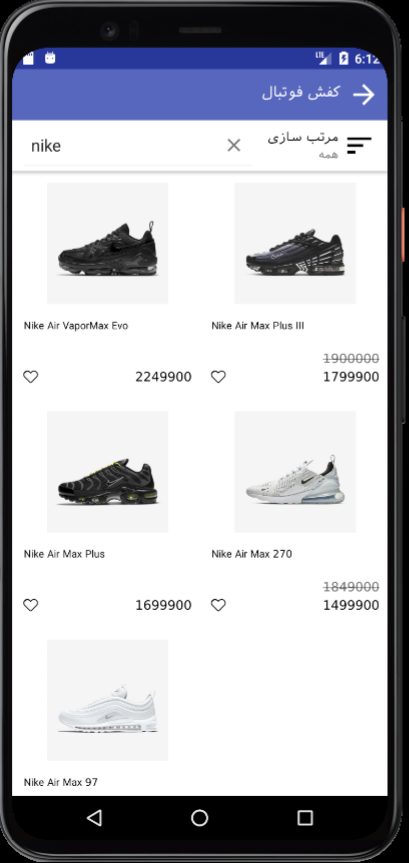 LTE 6:12
کفش فوتبال
مرتب سازی
همه
nike
Nike Air VaporMax Evo
Nike Air Max Plus III
1900000
2249900
1799900
Nike Air Max Plus
Nike Air Max 270
1849000
1699900
1499900
Nike Air Max 97